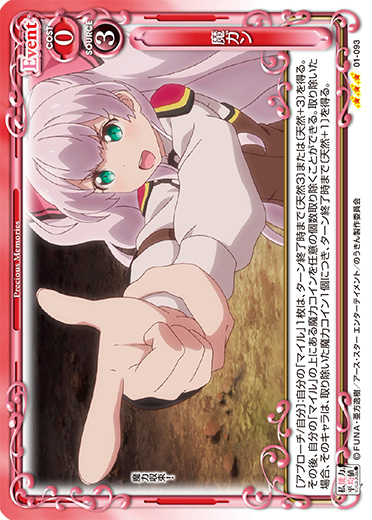 Event
COST
0
SOURCE
3
魔ガン
01-093
Precious Memories
魔力収束!
[アプローチ/自分]:自分の「マイル」1枚は、ターン終了時まで〔天然3〕または〔天然+3〕を得る。
その後、自分の「マイル」の上にある魔力コインを任意の個数取り除くことができる。取り除いた
場合、そのキャラは、取り除いた魔力コイン1個につき、ターン終了時まで〔天然+1〕を得る。
©FUNA・亜方逸樹/アース・スター エンターテイメント/のうきん製作委員会
私、能力
平均値